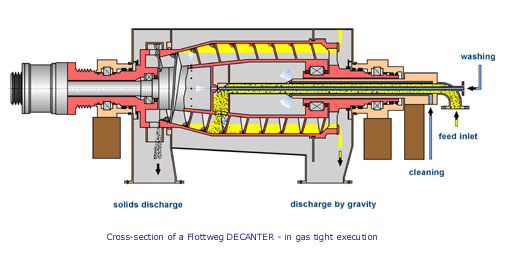 washing
feed inlet
cleaning
solids discharge
discharge by gravity
Cross-section of a Flottweg DECANTER - in gas tight execution